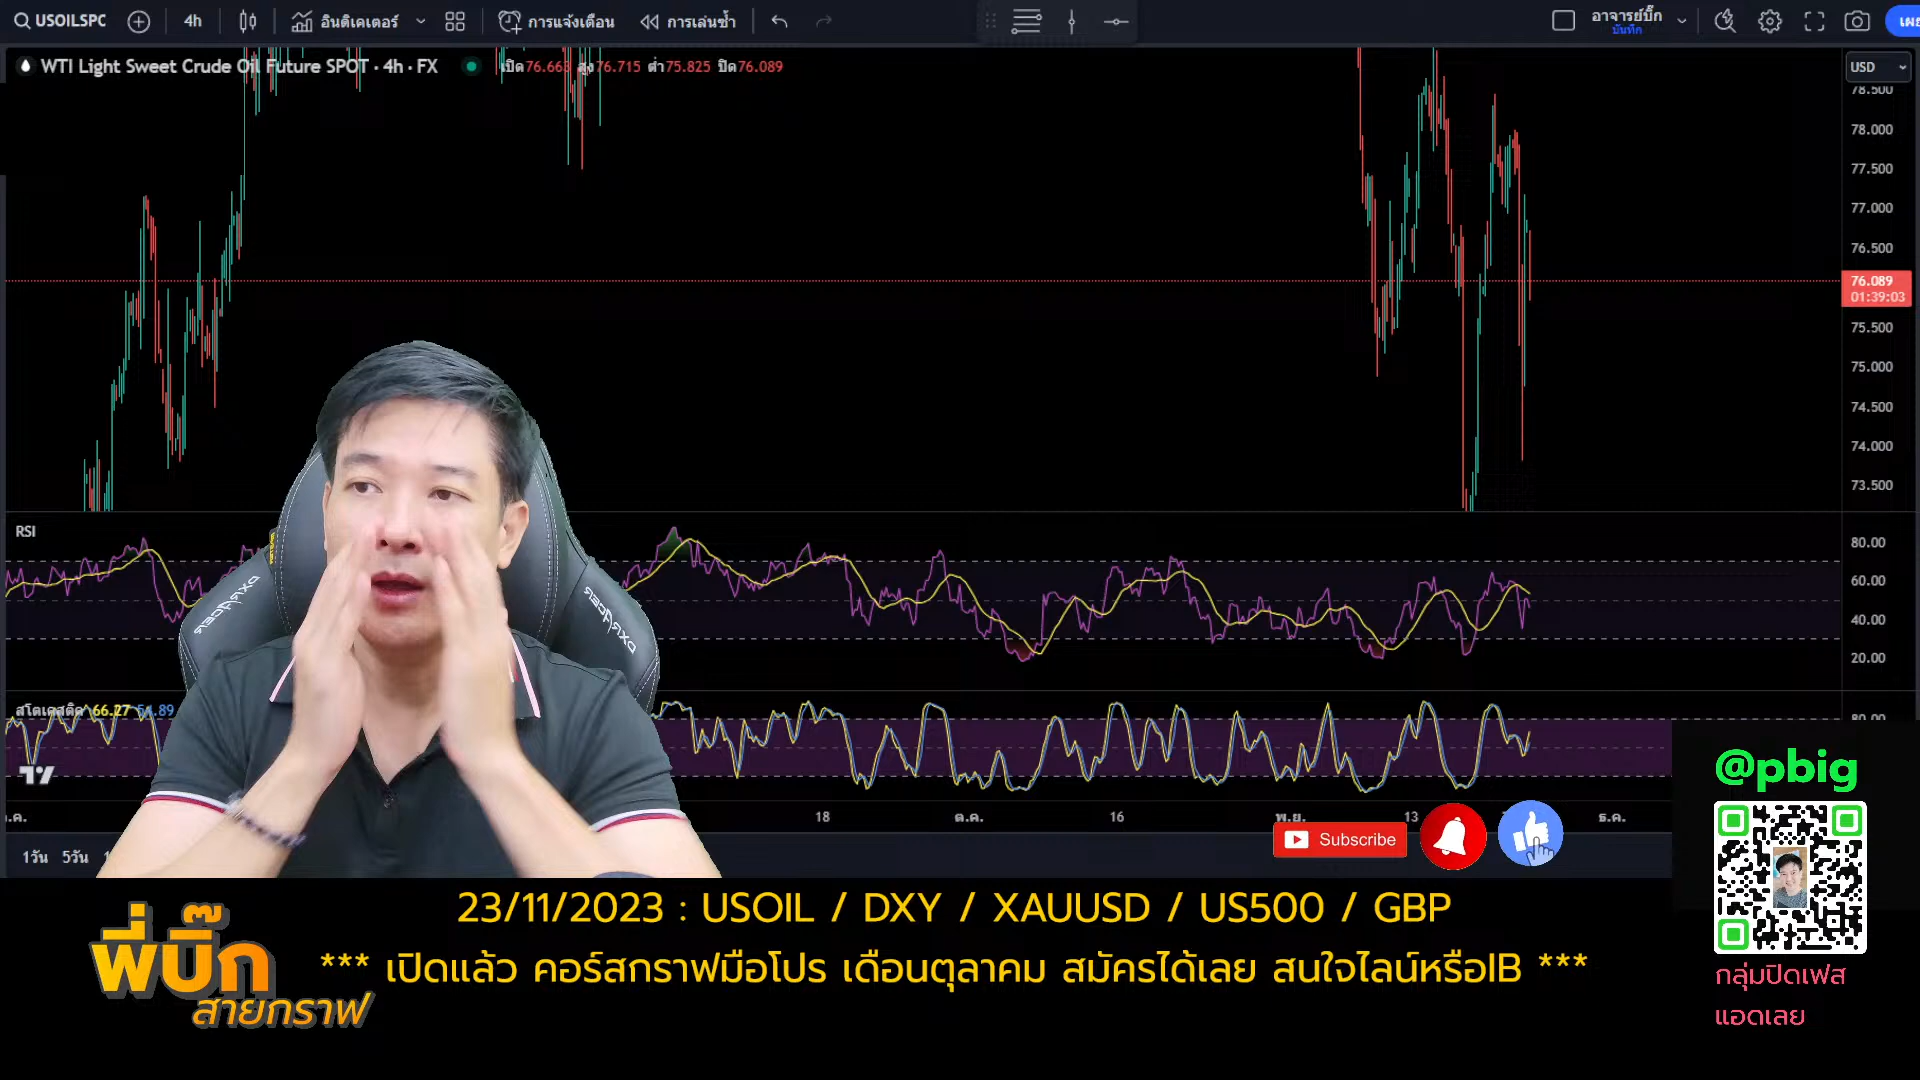 USOILSPC
4h
อินดิเคเตอร์
การแจ้งเตือน
การเล่นซ้ำ
อาจารย์บิ๊ก
บันทึก
WTI Light Sweet Crude Oil Future SPOT · 4h · FX
เปิด76.663 สูง76.715 ต่ำ75.825 ปิด76.089
USD
78.500
78.000
77.500
77.000
76.500
76.089
01:39:03
75.500
75.000
74.500
74.000
73.500
RSI
80.00
60.00
40.00
20.00
สโตแคสติค 66.27
80.00
DXRACER
DXRACER
18
ต.ค.
16
พ.ย.
13
ธ.ค.
1วัน 5วัน
Subscribe
@pbig
กลุ่มปิดเฟส
แอดเลย
23/11/2023 : USOIL / DXY / XAUUSD / US500 / GBP
*** เปิดแล้ว คอร์สกราฟมือโปร เดือนตุลาคม สมัครได้เลย สนใจไลน์หรือIB ***
พี่บิ๊ก
สายกราฟ